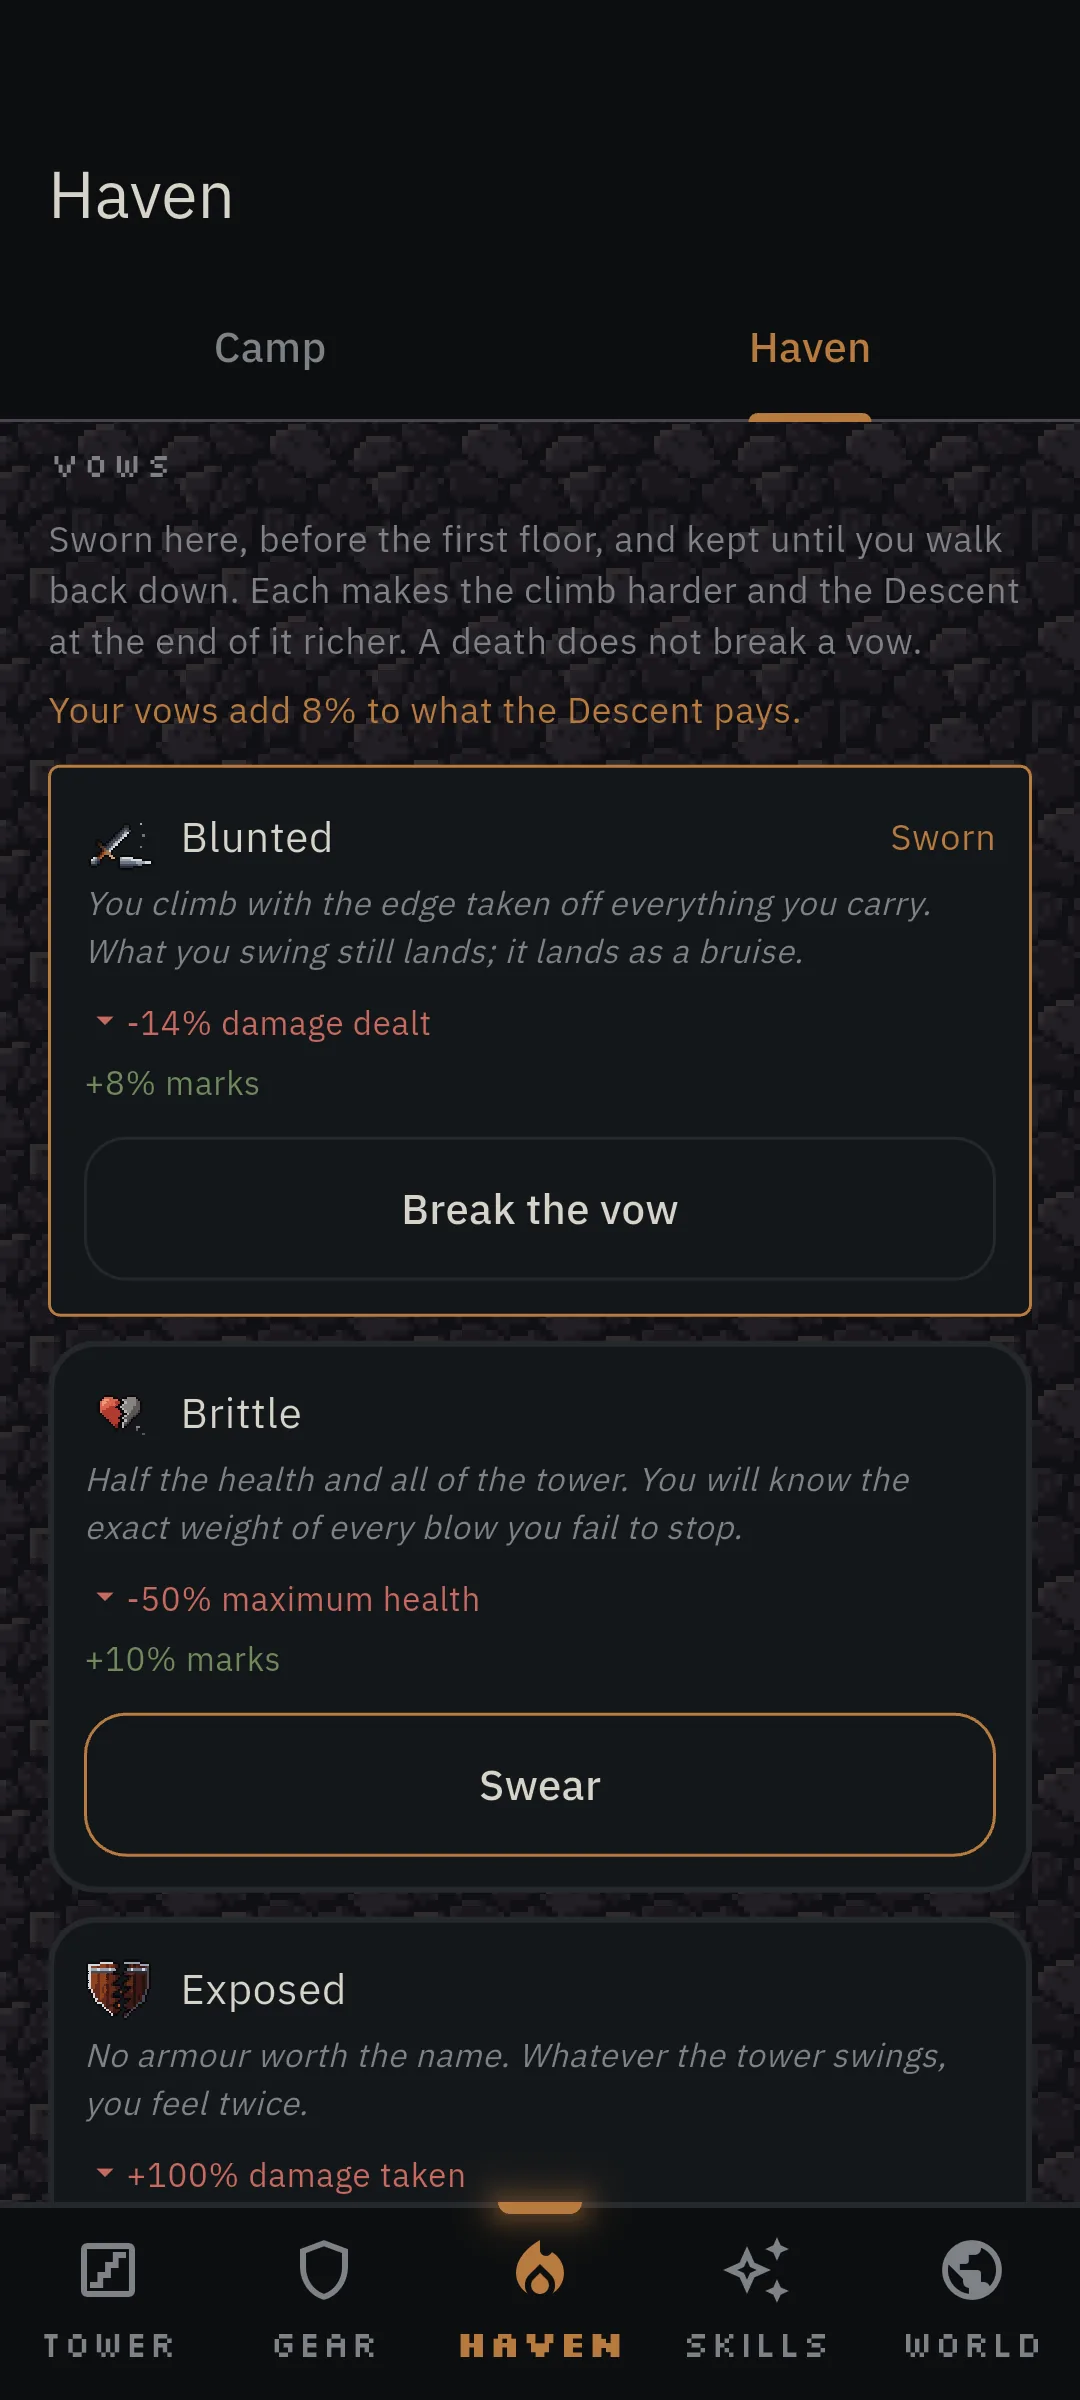 Haven
Camp
Haven
VOWS
Sworn here, before the first floor, and kept until you walk
back down. Each makes the climb harder and the Descent
at the end of it richer. A death does not break a vow.
Your vows add 8% to what the Descent pays.
Blunted
Sworn
You climb with the edge taken off everything you carry.
What you swing still lands; it lands as a bruise.
-14% damage dealt
+8% marks
Break the vow
Brittle
Half the health and all of the tower. You will know the
exact weight of every blow you fail to stop.
-50% maximum health
+10% marks
Swear
Exposed
No armour worth the name. Whatever the tower swings,
you feel twice.
+100% damage taken
TOWER
GEAR
HAVEN
SKILLS
WORLD